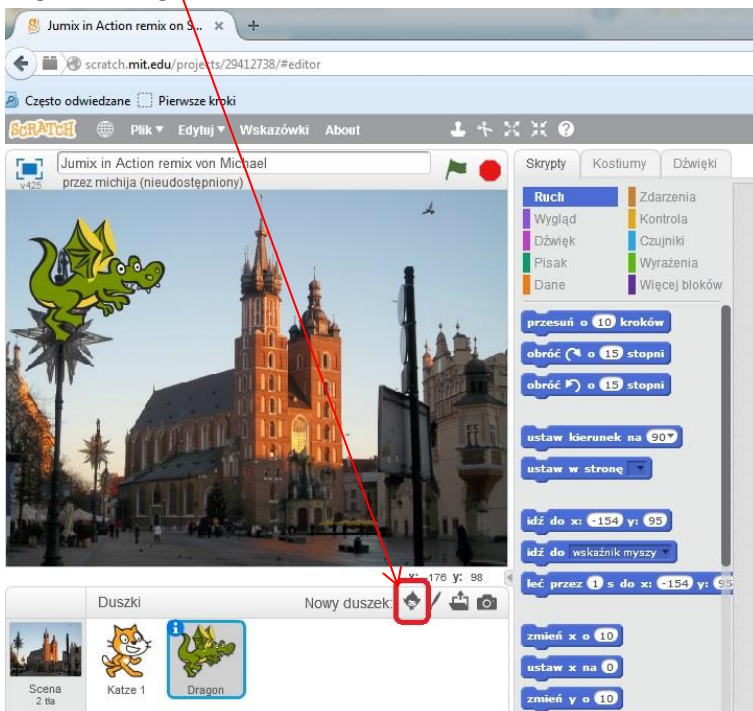 Jumix in Action remix on S...
scratch.mit.edu/projects/29412738/#editor
Często odwiedzane Pierwsze kroki
SCRATCH Plik Edytuj Wskazówki About
v425
Jumix in Action remix von Michael
przez michija (nieudostępniony)
X: -176 y: 98
Duszki Nowy duszek:
Scena
2 tła
Katze 1
Dragon
Skrypty Kostiumy Dźwięki
Ruch Zdarzenia
Wygląd Kontrola
Dźwięk Czujniki
Pisak Wyrażenia
Dane Więcej bloków
przesuń o 10 kroków
obróć o 15 stopni
obróć o 15 stopni
ustaw kierunek na 90
ustaw w stronę
idź do x: -154 y: 95
idź do wskaźnik myszy
leć przez 1 s do x: -154 y: 95
zmień x o 10
ustaw x na 0
zmień y o 10